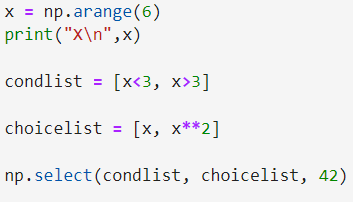 x = np.arange(6)
print("X\n",x)
condlist = [x<3, x>3]
choicelist = [x, x**2]
np.select(condlist, choicelist, 42)